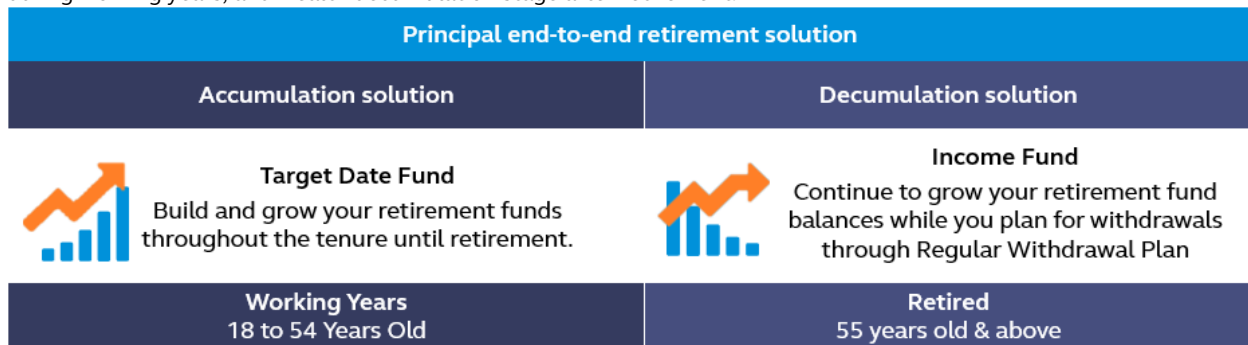 Principal end-to-end retirement solution
Accumulation solution
Decumulation solution
Target Date Fund
Build and grow your retirement funds
throughout the tenure until retirement.
Income Fund
Continue to grow your retirement fund
balances while you plan for withdrawals
through Regular Withdrawal Plan
Working Years
18 to 54 Years Old
Retired
55 years old & above